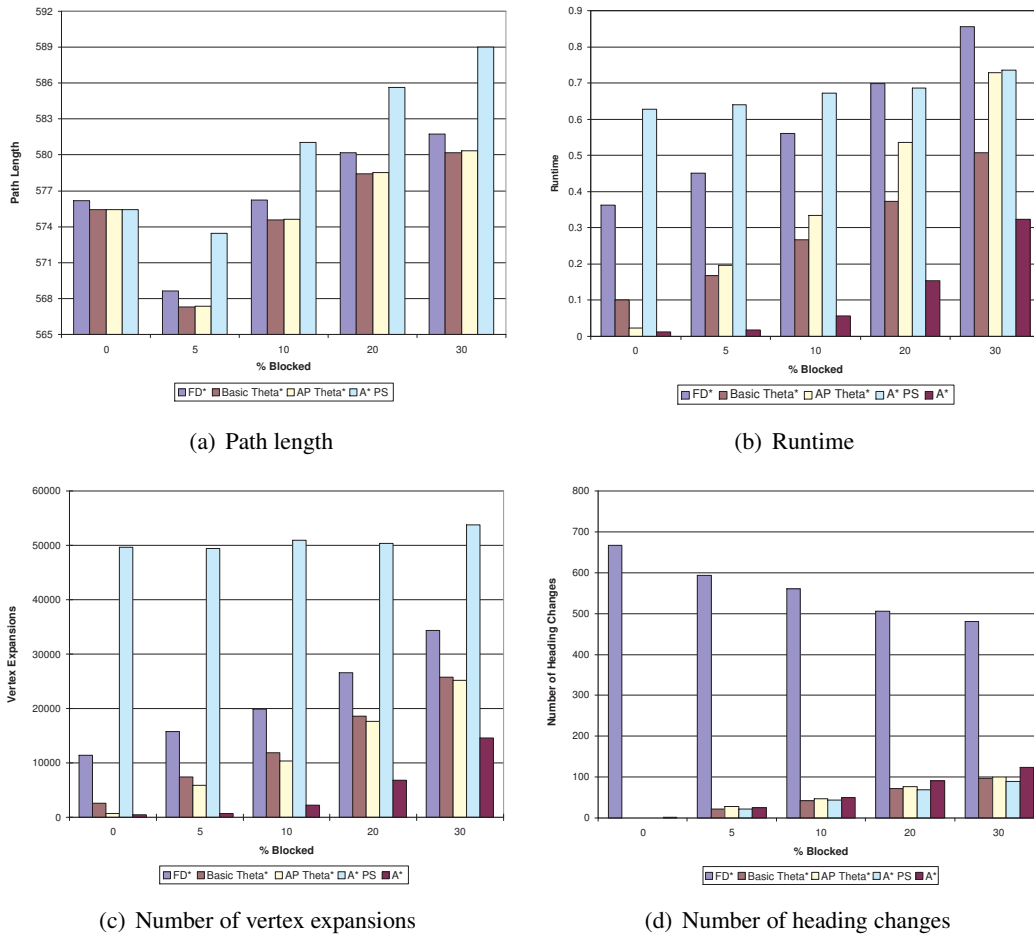 592
589
586
583
580
577
574
571
568
565
Path Length
0 5 10 20 30
% Blocked
FD* Basic Theta* AP Theta* A* PS
(a) Path length
0.9
0.8
0.7
0.6
0.5
0.4
0.3
0.2
0.1
0
Runtime
0 5 10 20 30
% Blocked
FD* Basic Theta* AP Theta* A* PS A*
(b) Runtime
60000
50000
40000
30000
20000
10000
0
Vertex Expansions
0 5 10 20 30
% Blocked
FD* Basic Theta* AP Theta* A* PS A*
(c) Number of vertex expansions
800
700
600
500
400
300
200
100
0
Number of Heading Changes
0 5 10 20 30
% Blocked
FD* Basic Theta* AP Theta* A* PS A*
(d) Number of heading changes